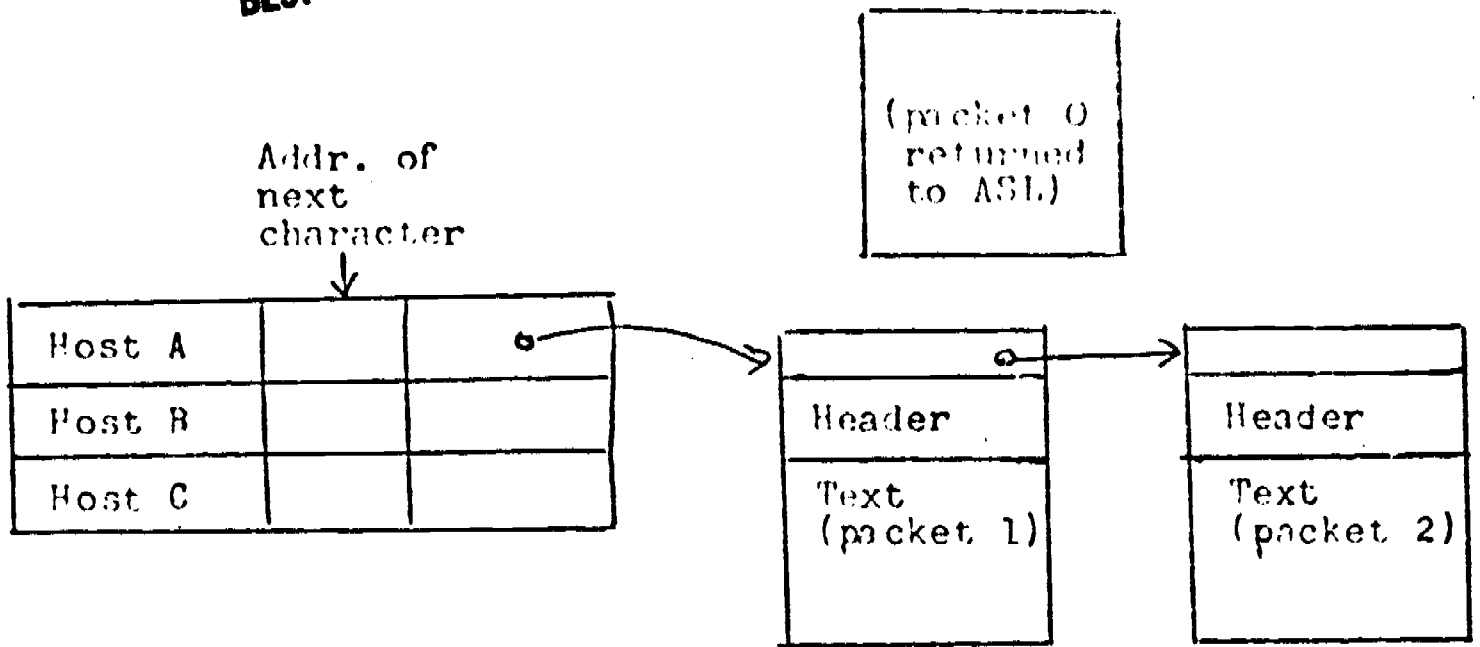 (packet 0
returned
to ASL)
Addr. of
next
character
Host A
Host B
Host C
Header
Text
(packet 1)
Header
Text
(packet 2)